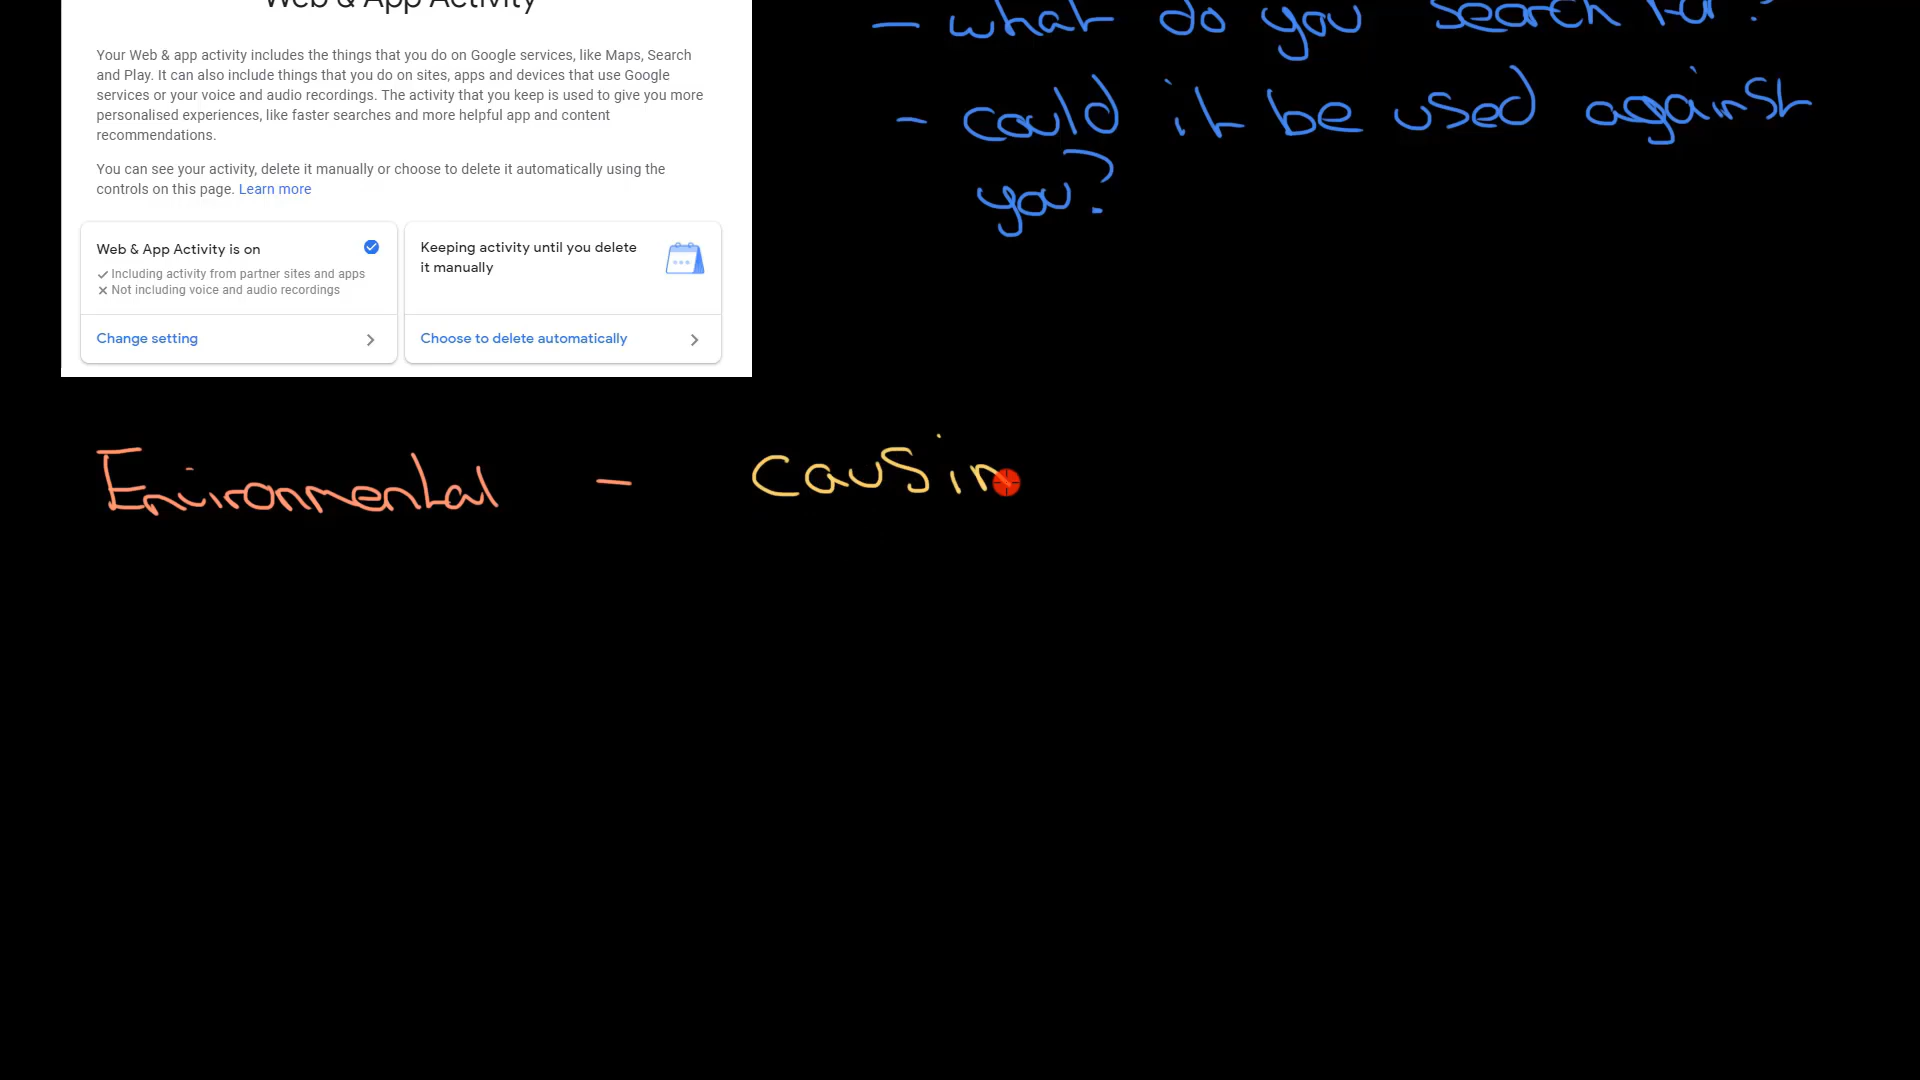 Web & App Activity
Your Web & app activity includes the things that you do on Google services, like Maps, Search
and Play. It can also include things that you do on sites, apps and devices that use Google
services or your voice and audio recordings. The activity that you keep is used to give you more
personalised experiences, like faster searches and more helpful app and content
recommendations.
You can see your activity, delete it manually or choose to delete it automatically using the
controls on this page. Learn more
Web & App Activity is on
Including activity from partner sites and apps
Not including voice and audio recordings
Change setting
Keeping activity until you delete
it manually
Choose to delete automatically
- what do you search for?
- could it be used against
you?
Enironmental - causin